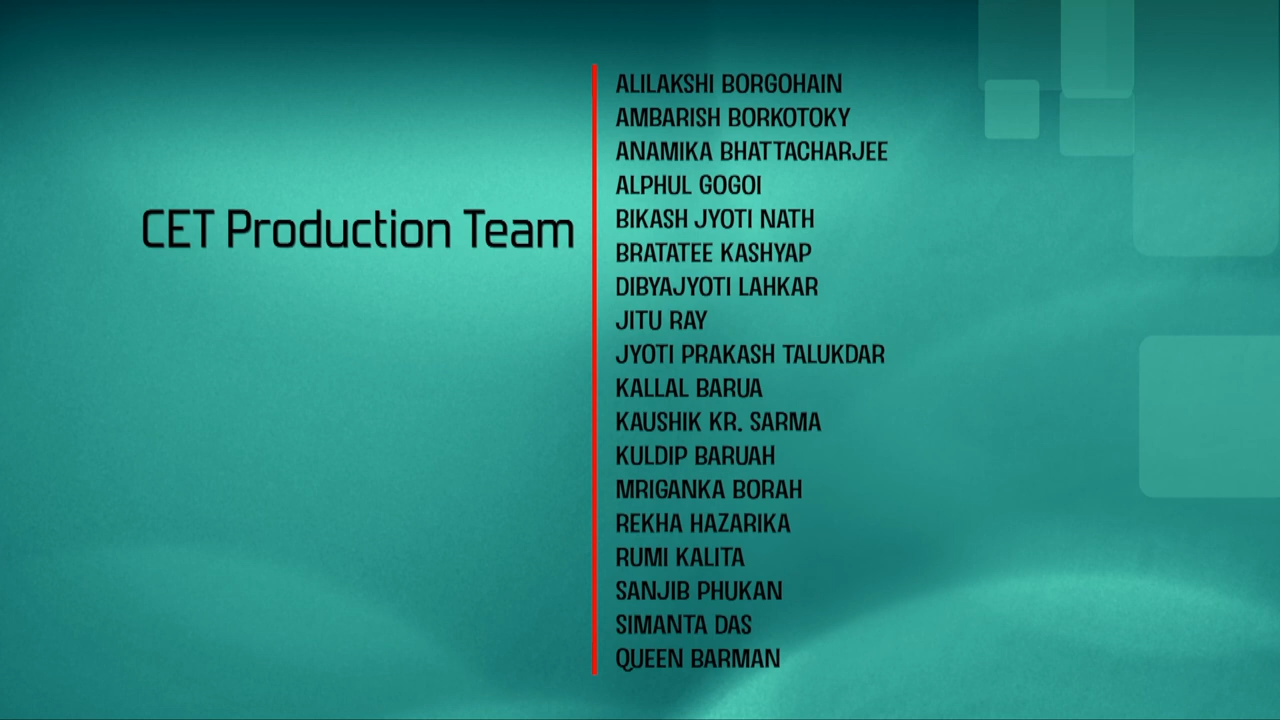 CET Production Team
ALILAKSHI BORGOHAIN
AMBARISH BORKOTOKY
ANAMIKA BHATTACHARJEE
ALPHUL GOGOI
BIKASH JYOTI NATH
BRATATEE KASHYAP
DIBYAJYOTI LAHKAR
JITU RAY
JYOTI PRAKASH TALUKDAR
KALLAL BARUA
KAUSHIK KR. SARMA
KULDIP BARUAH
MRIGANKA BORAH
REKHA HAZARIKA
RUMI KALITA
SANJIB PHUKAN
SIMANTA DAS
QUEEN BARMAN